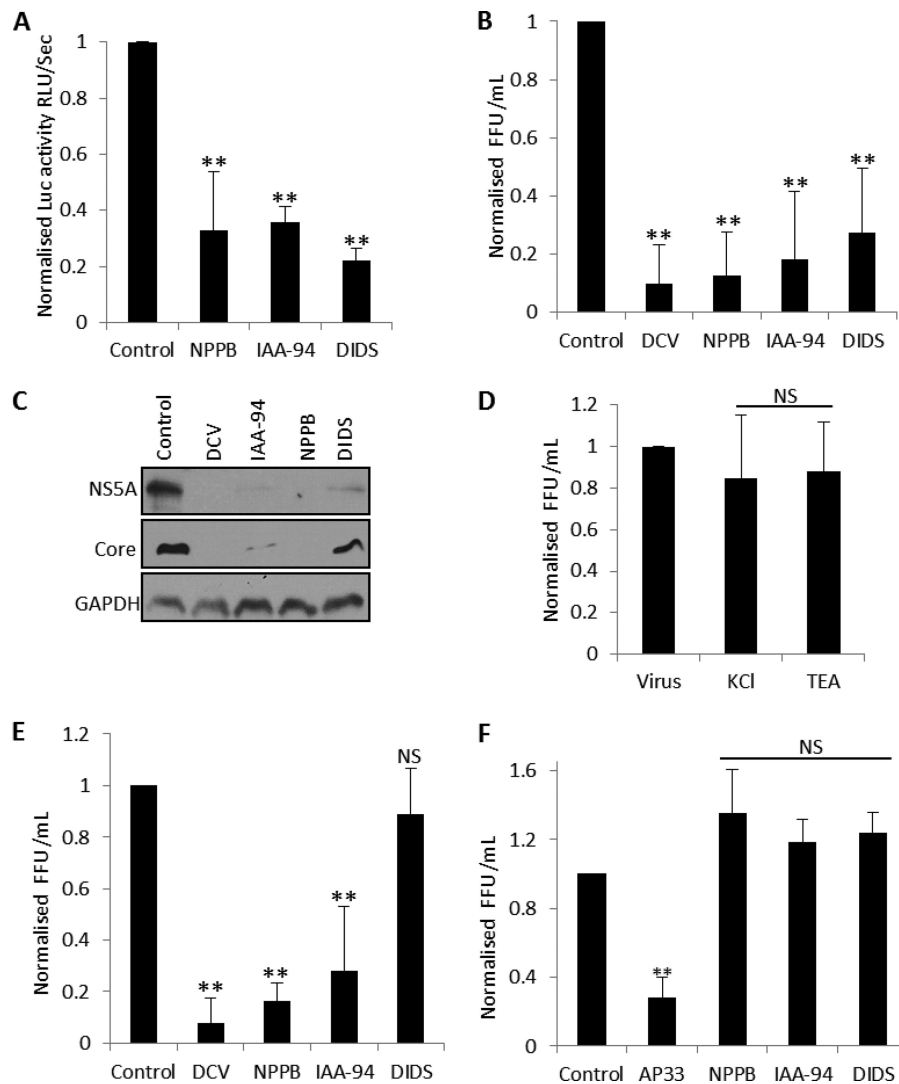 A
Normalised Luc activity RLU/Sec
1
0.8
0.6
0.4
0.2
0
**
**
**
Control NPPB IAA-94 DIDS
B
Normalised FFU/mL
1
0.8
0.6
0.4
0.2
0
**
**
**
**
Control DCV NPPB IAA-94 DIDS
C
Control DCV IAA-94 NPPB DIDS
NS5A
Core
GAPDH
D
Normalised FFU/mL
1.2
1
0.8
0.6
0.4
0.2
0
NS
Virus KCl TEA
E
Normalised FFU/mL
1.2
1
0.8
0.6
0.4
0.2
0
**
**
**
NS
Control DCV NPPB IAA-94 DIDS
F
Normalised FFU/mL
1.6
1.2
0.8
0.4
0
**
NS
Control AP33 NPPB IAA-94 DIDS